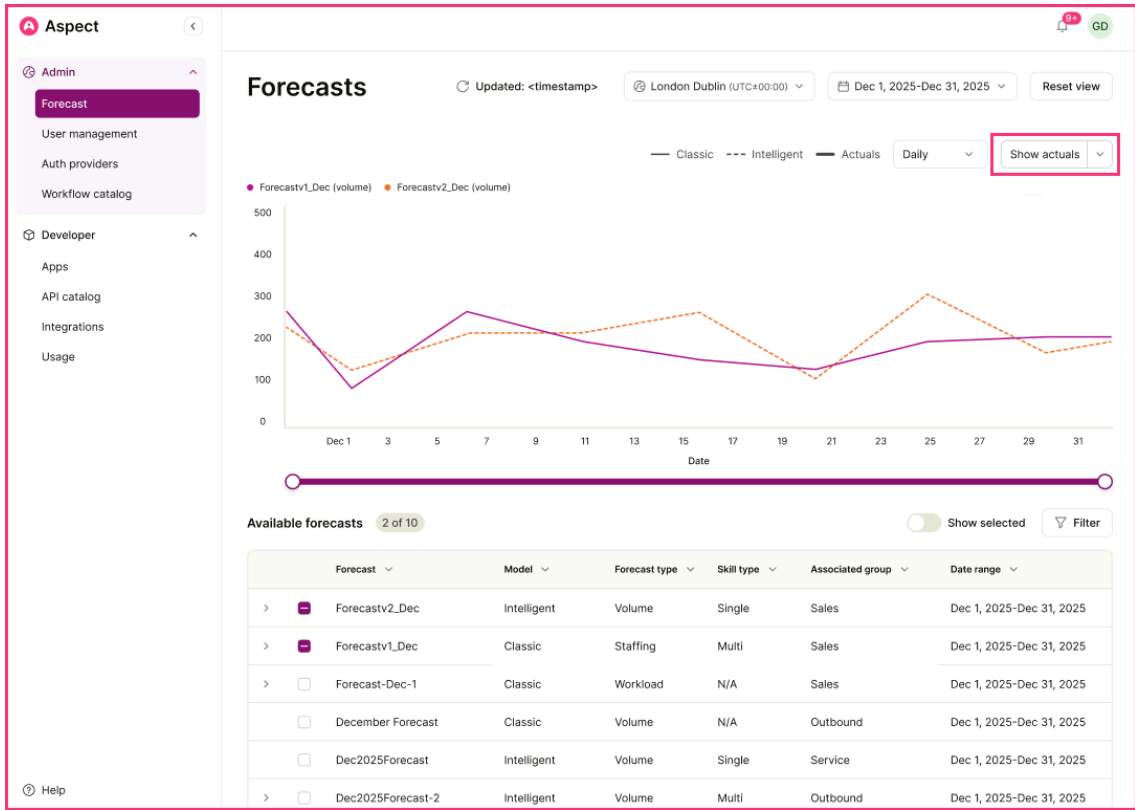 Aspect
9+
GD
Admin
Forecast
User management
Auth providers
Workflow catalog
Developer
Apps
API catalog
Integrations
Usage
Help
Forecasts
Updated: <timestamp>
London Dublin (UTC±00:00)
Dec 1, 2025-Dec 31, 2025
Reset view
Classic Intelligent Actuals
Daily
Show actuals
Forecastv1_Dec (volume) Forecastv2_Dec (volume)
500
400
300
200
100
0
Dec 1 3 5 7 9 11 13 15 17 19 21 23 25 27 29 31
Date
Available forecasts 2 of 10
Show selected
Filter
Forecast Model Forecast type Skill type Associated group Date range
Forecastv2_Dec Intelligent Volume Single Sales Dec 1, 2025-Dec 31, 2025
Forecastv1_Dec Classic Staffing Multi Sales Dec 1, 2025-Dec 31, 2025
Forecast-Dec-1 Classic Workload N/A Sales Dec 1, 2025-Dec 31, 2025
December Forecast Classic Volume N/A Outbound Dec 1, 2025-Dec 31, 2025
Dec2025Forecast Intelligent Volume Single Service Dec 1, 2025-Dec 31, 2025
Dec2025Forecast-2 Intelligent Volume Multi Outbound Dec 1, 2025-Dec 31, 2025